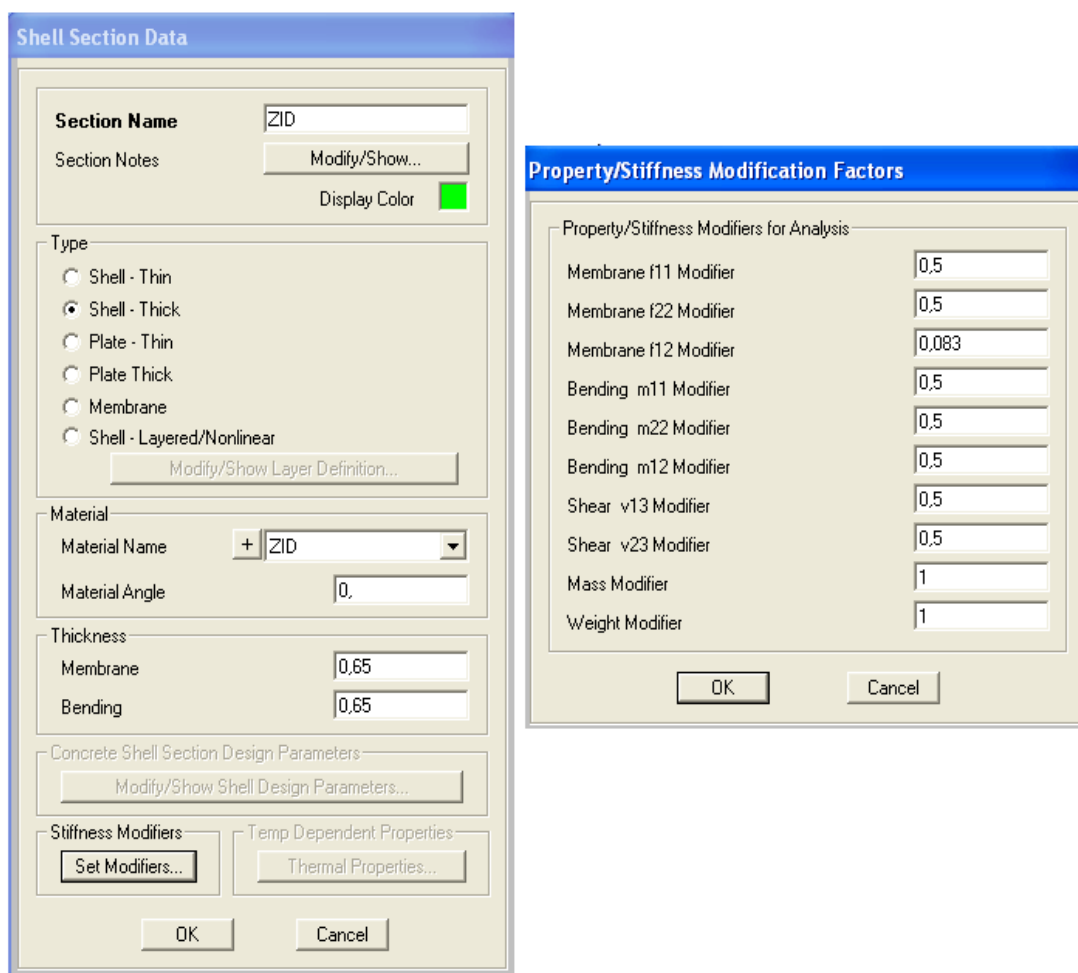 Shell Section Data
Section Name ZID
Section Notes Modify/Show...
Display Color
Type
Shell - Thin
Shell - Thick
Plate - Thin
Plate Thick
Membrane
Shell - Layered/Nonlinear
Modify/Show Layer Definition...
Material
Material Name + ZID
Material Angle 0,
Thickness
Membrane 0,65
Bending 0,65
Concrete Shell Section Design Parameters
Modify/Show Shell Design Parameters...
Stiffness Modifiers
Set Modifiers...
Temp Dependent Properties
Thermal Properties...
OK Cancel
Property/Stiffness Modification Factors
Property/Stiffness Modifiers for Analysis
Membrane f11 Modifier 0,5
Membrane f22 Modifier 0,5
Membrane f12 Modifier 0,083
Bending m11 Modifier 0,5
Bending m22 Modifier 0,5
Bending m12 Modifier 0,5
Shear v13 Modifier 0,5
Shear v23 Modifier 0,5
Mass Modifier 1
Weight Modifier 1
OK Cancel